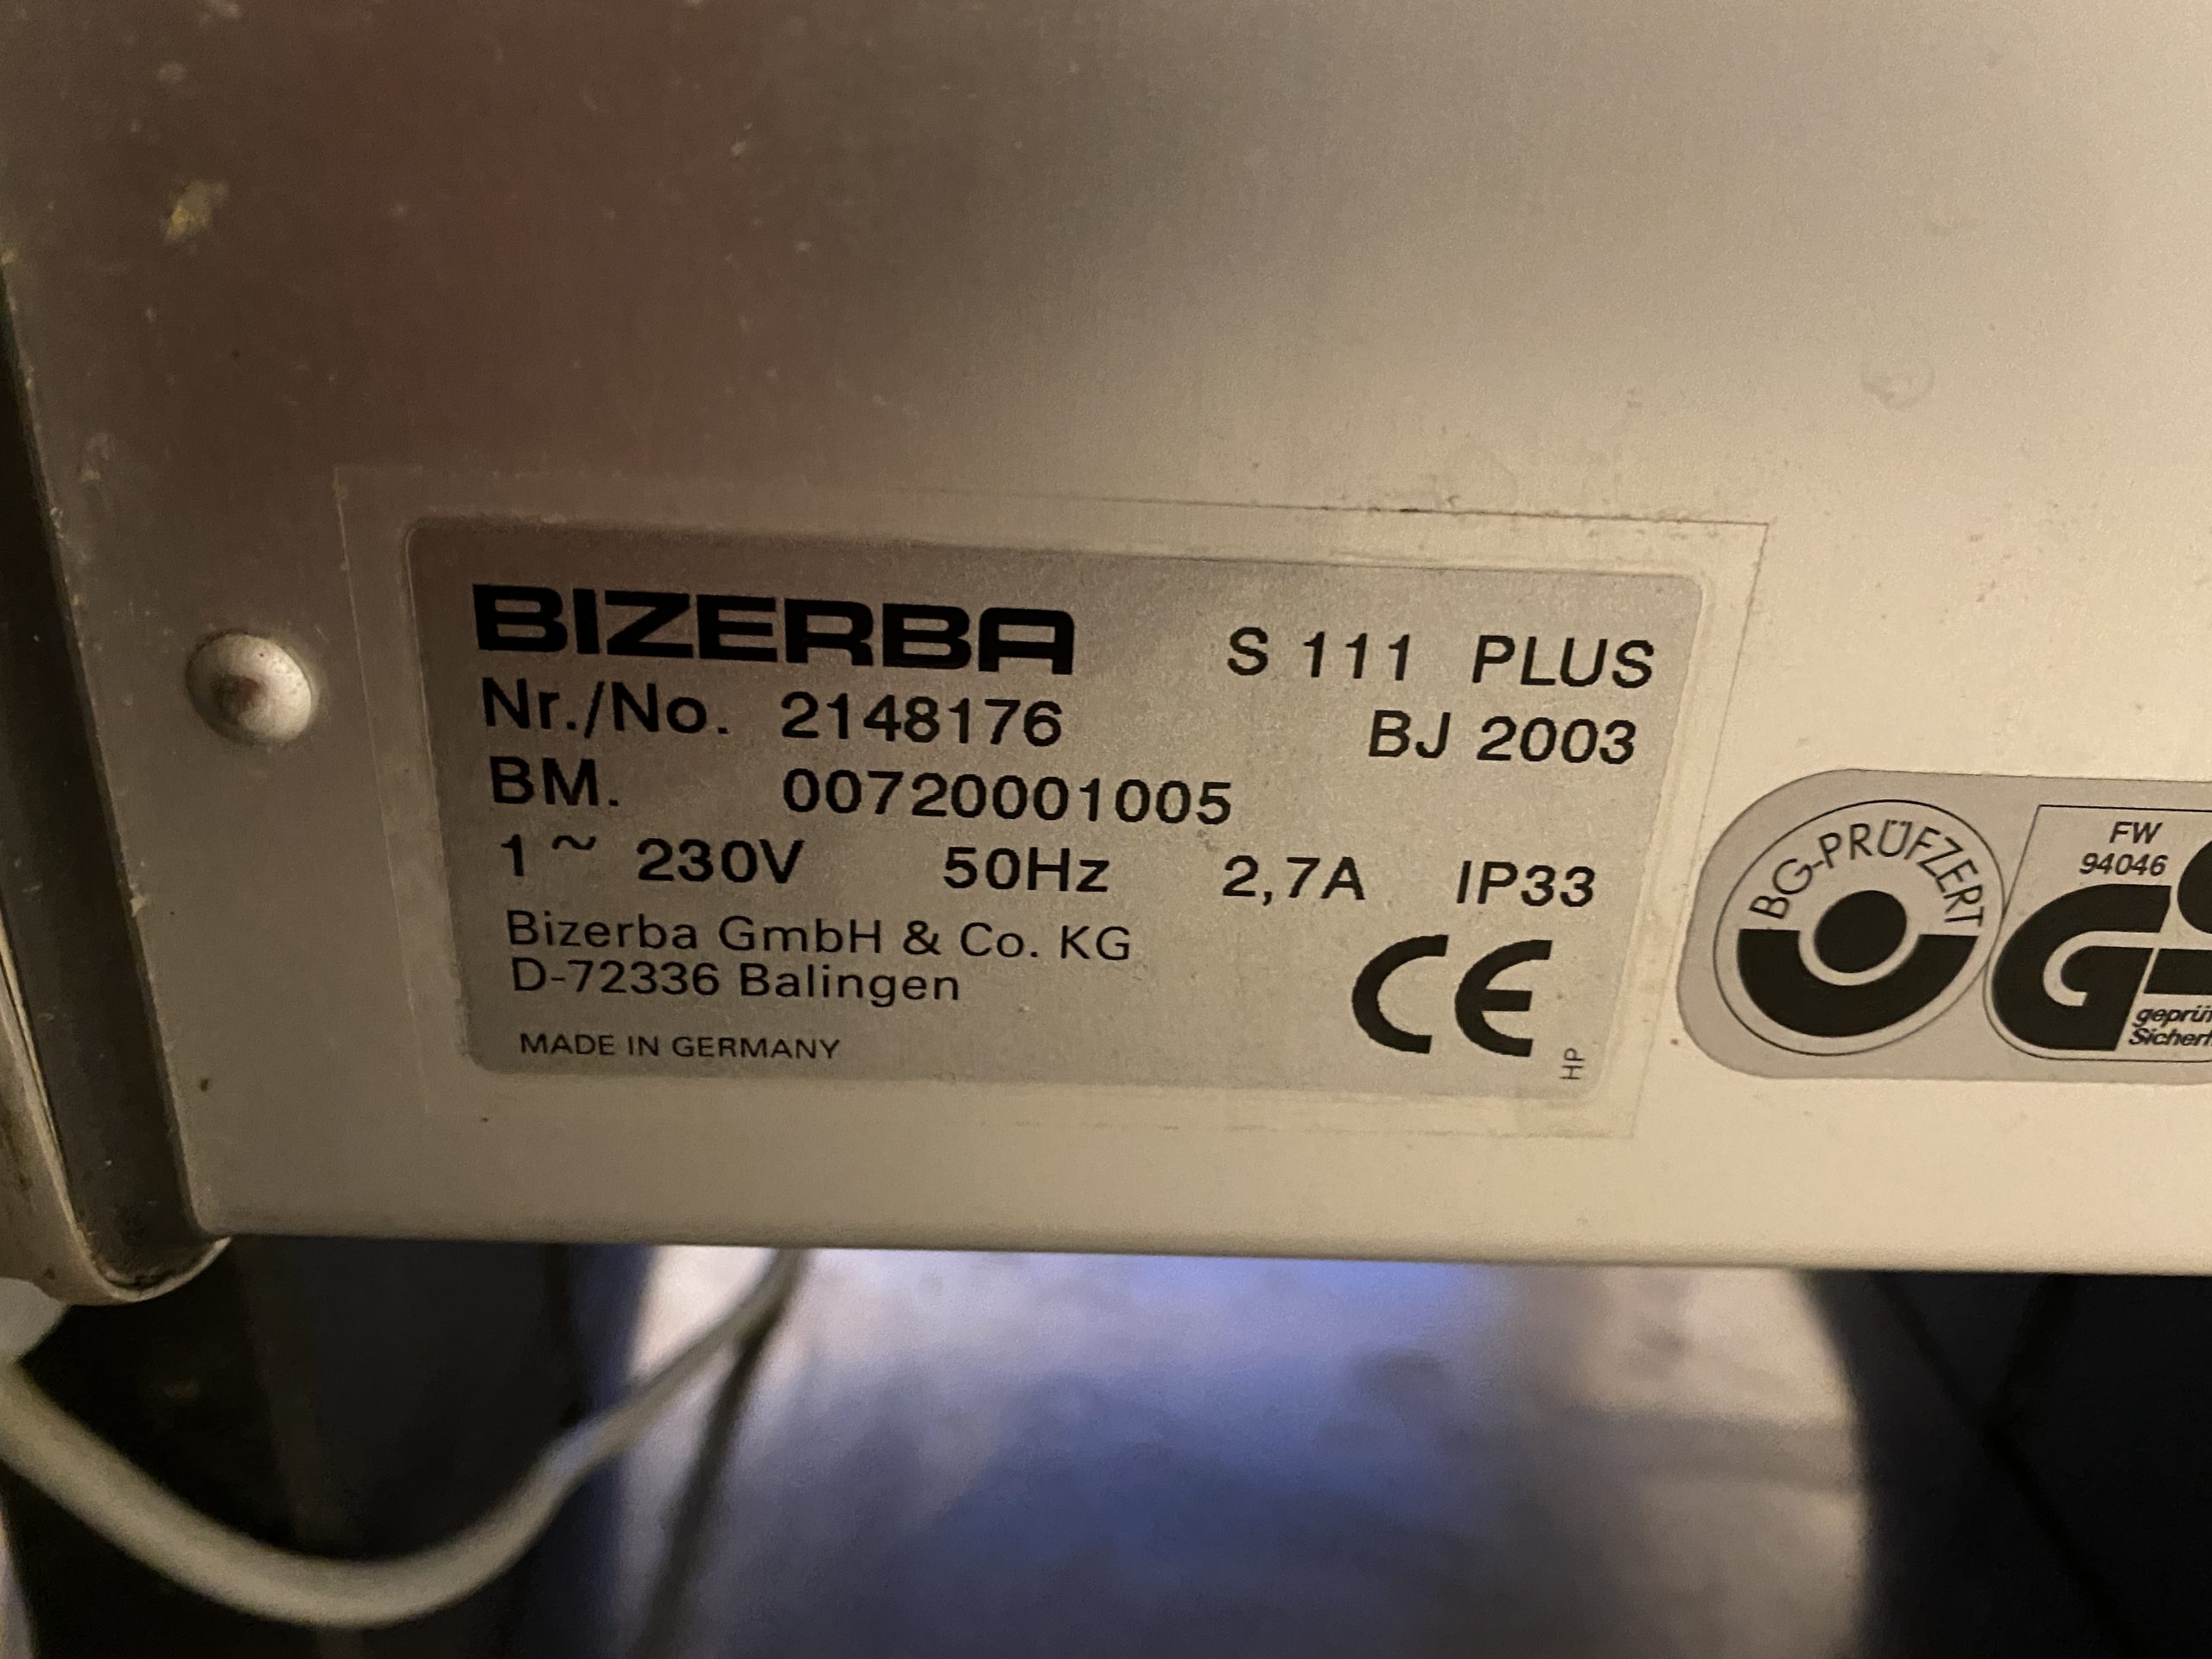 BIZERBA S 111 PLUS
Nr./No. 2148176 BJ 2003
BM. 00720001005
1 ~ 230V 50Hz 2,7A IP33
Bizerba GmbH & Co. KG
D-72336 Balingen
MADE IN GERMANY
CE
HP
BG-PRÜFZERT
FW
94046